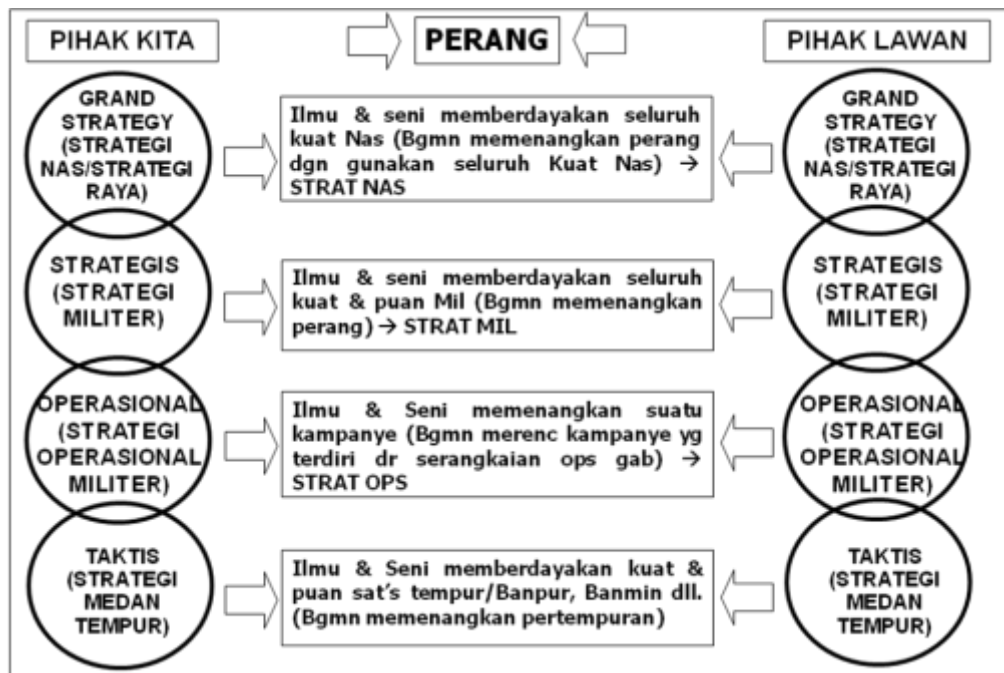 PIHAK KITA
PERANG
PIHAK LAWAN
GRAND
STRATEGY
(STRATEGI
NAS/STRATEGI
RAYA)
Ilmu & seni memberdayakan seluruh
kuat Nas (Bgmn memenangkan perang
dgn gunakan seluruh Kuat Nas) →
STRAT NAS
GRAND
STRATEGY
(STRATEGI
NAS/STRATEGI
RAYA)
STRATEGIS
(STRATEGI
MILITER)
Ilmu & seni memberdayakan seluruh
kuat & puan Mil (Bgmn memenangkan
perang) → STRAT MIL
STRATEGIS
(STRATEGI
MILITER)
OPERASIONAL
(STRATEGI
OPERASIONAL
MILITER)
Ilmu & Seni memenangkan suatu
kampanye (Bgmn merenc kampanye yg
terdiri dr serangkaian ops gab) →
STRAT OPS
OPERASIONAL
(STRATEGI
OPERASIONAL
MILITER)
TAKTIS
(STRATEGI
MEDAN
TEMPUR)
Ilmu & Seni memberdayakan kuat &
puan sat's tempur/Banpur, Banmin dll.
(Bgmn memenangkan pertempuran)
TAKTIS
(STRATEGI
MEDAN
TEMPUR)